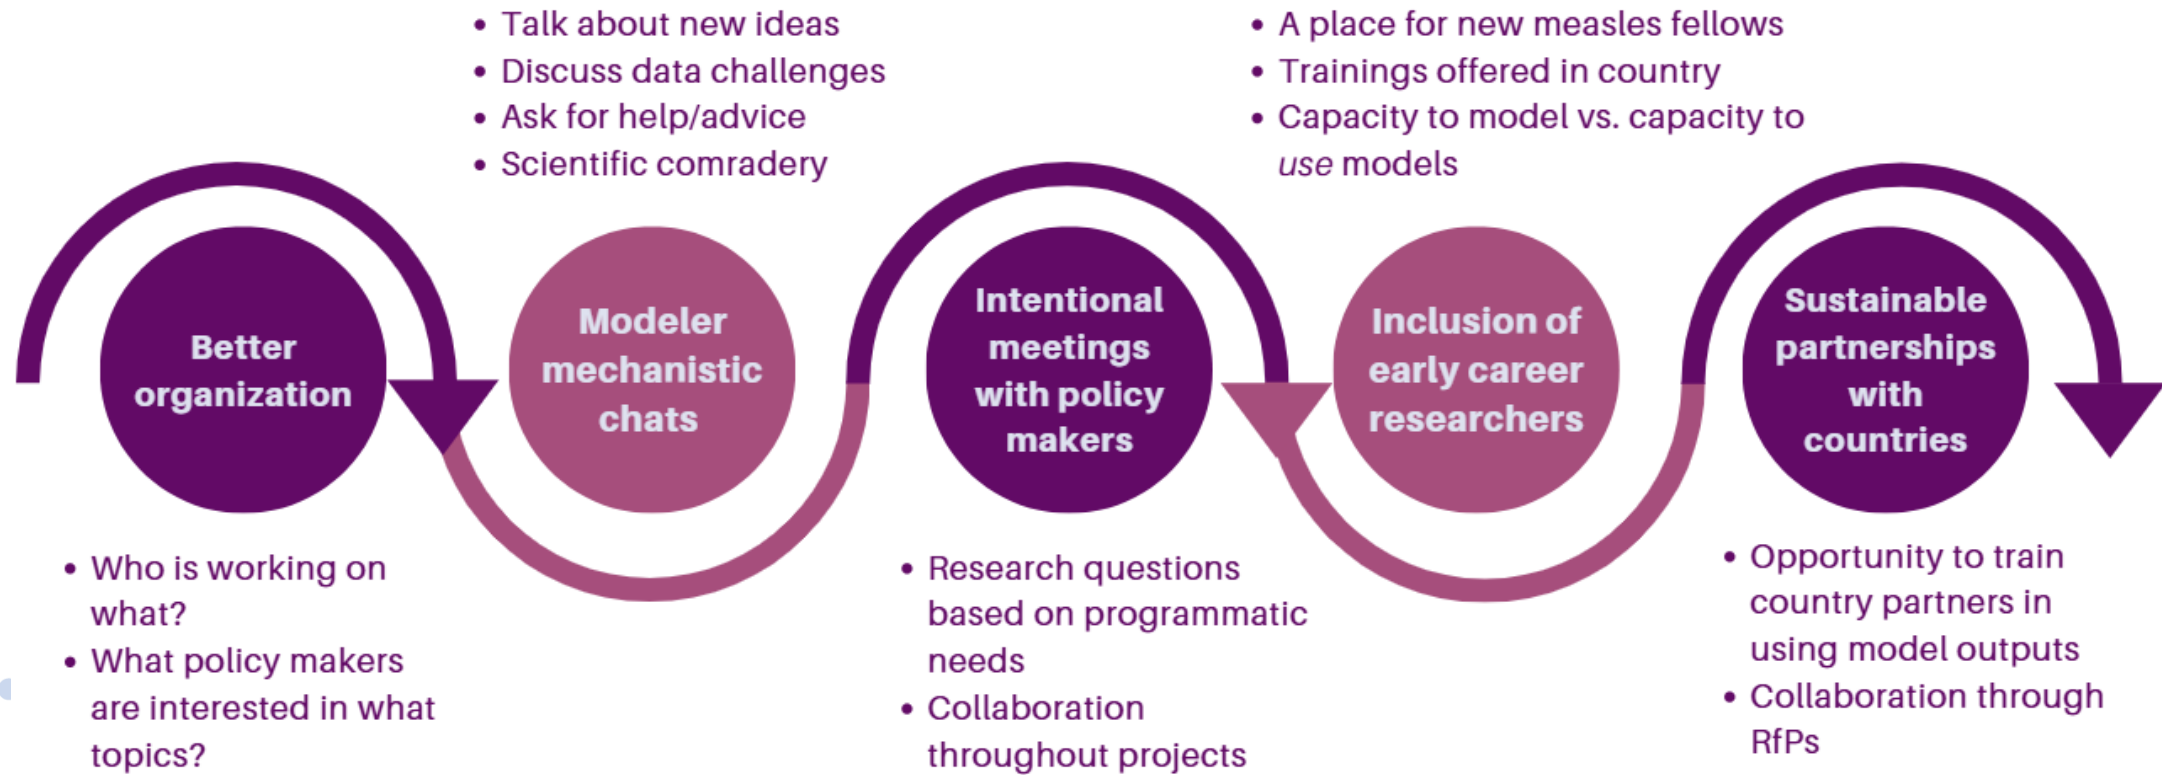 Better
organization
• Who is working on
what?
• What policy makers
are interested in what
topics?
• Talk about new ideas
• Discuss data challenges
• Ask for help/advice
• Scientific comradery
Modeler
mechanistic
chats
Intentional
meetings
with policy
makers
• Research questions
based on programmatic
needs
• Collaboration
throughout projects
• A place for new measles fellows
• Trainings offered in country
• Capacity to model vs. capacity to
use models
Inclusion of
early career
researchers
Sustainable
partnerships
with
countries
• Opportunity to train
country partners in
using model outputs
• Collaboration through
RfPs